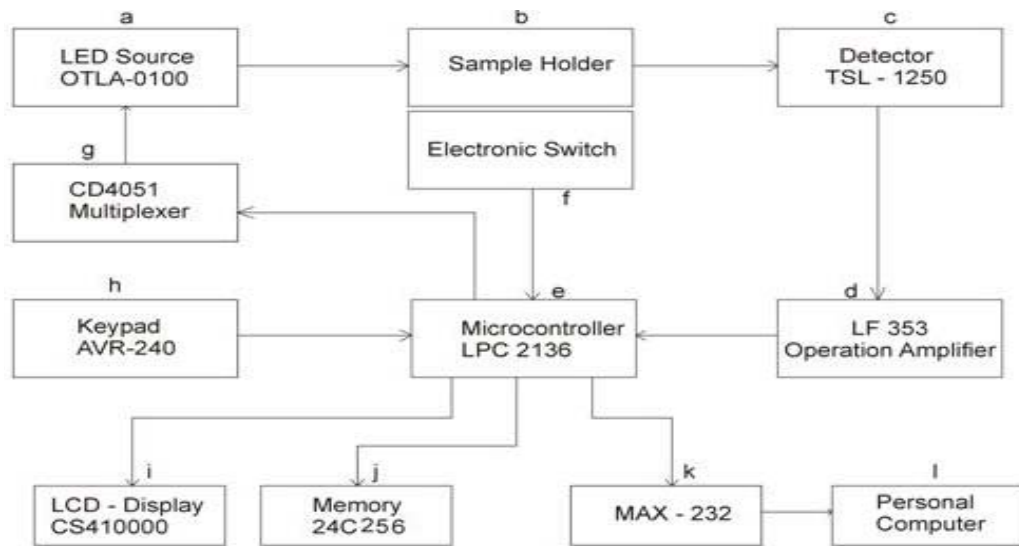 a
b
c
LED Source
OTLA-0100
Sample Holder
Detector
TSL - 1250
Electronic Switch
g
f
CD4051
Multiplexer
h
e
d
Keypad
AVR-240
Microcontroller
LPC 2136
LF 353
Operation Amplifier
i
j
k
l
LCD - Display
CS410000
Memory
24C256
MAX - 232
Personal
Computer